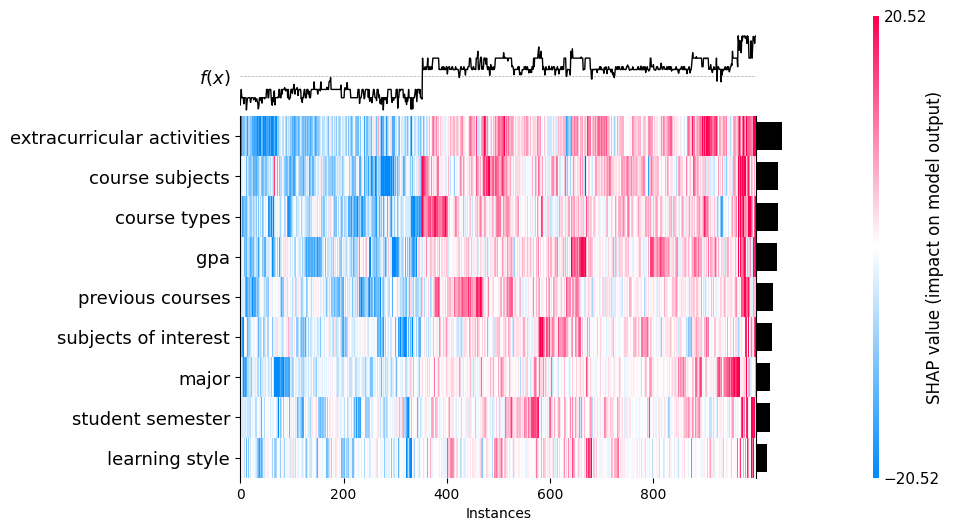 20.52
f(x)
extracurricular activities
course subjects
course types
gpa
previous courses
subjects of interest
major
student semester
learning style
SHAP value (impact on model output)
−20.52
0 200 400 600 800
Instances